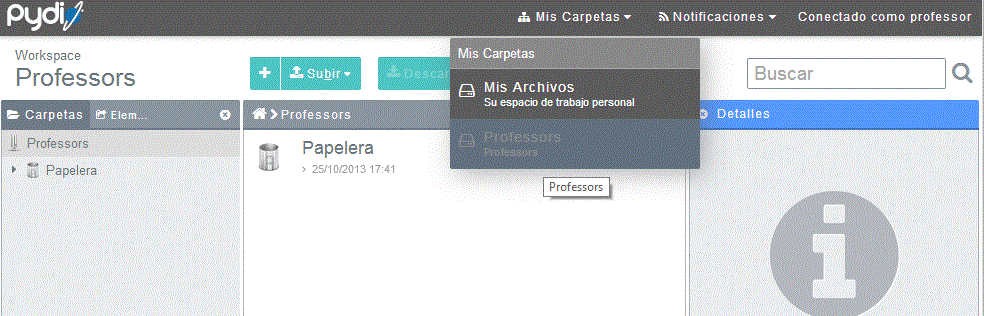 pydio
Mis Carpetas
Notificaciones
Conectado como professor
Workspace
Professors
+
Subir
Descar
Mis Carpetas
Mis Archivos
Su espacio de trabajo personal
Professors
Professors
Buscar
Carpetas
Elem...
Professors
Detalles
Professors
Papelera
Papelera
25/10/2013 17:41
Professors